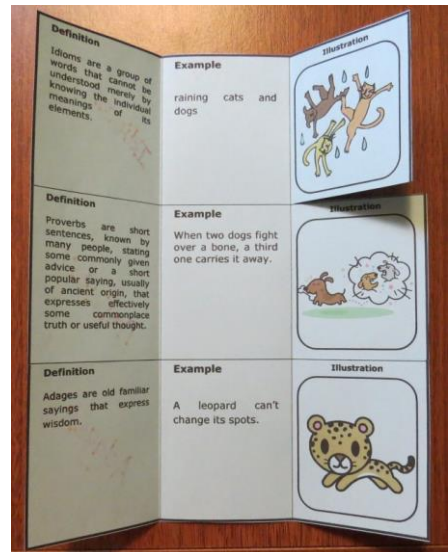 Definition
Idioms are a group of
words that cannot be
understood merely by
knowing the individual
meanings of its
elements.
Example
raining cats and
dogs
Illustration
Definition
Proverbs are short
sentences, known by
many people, stating
some commonly given
advice or a short
popular saying, usually
of ancient origin, that
expresses effectively
some commonplace
truth or useful thought.
Example
When two dogs fight
over a bone, a third
one carries it away.
Illustration
Definition
Adages are old familiar
sayings that express
wisdom.
Example
A leopard can't
change its spots.
Illustration